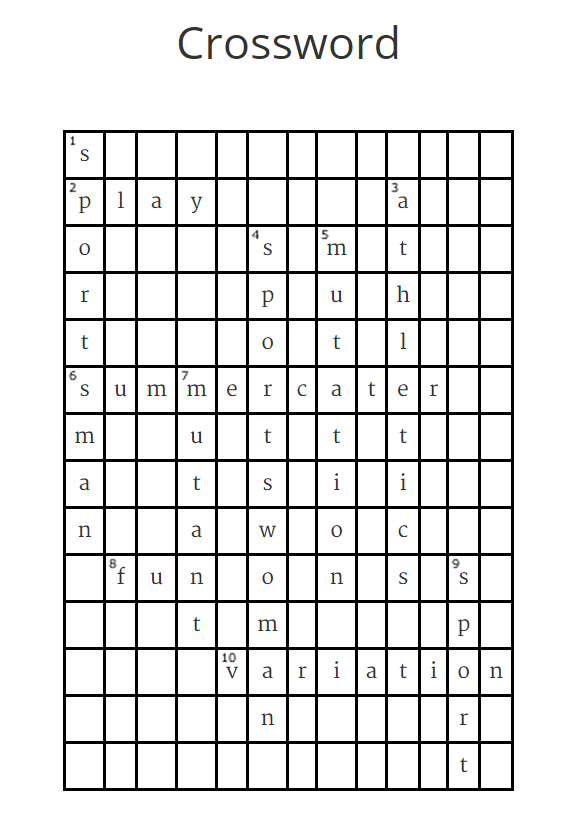 Crossword
1 s
2 p l a y 3 a
o 4 s 5 m t
r p u h
t o t l
6 s u m 7 m e r c a t e r
m u t t t
a t s i i
n a w o c
8 f u n o n s 9 s
t m p
10 v a r i a t i o n
n r
t